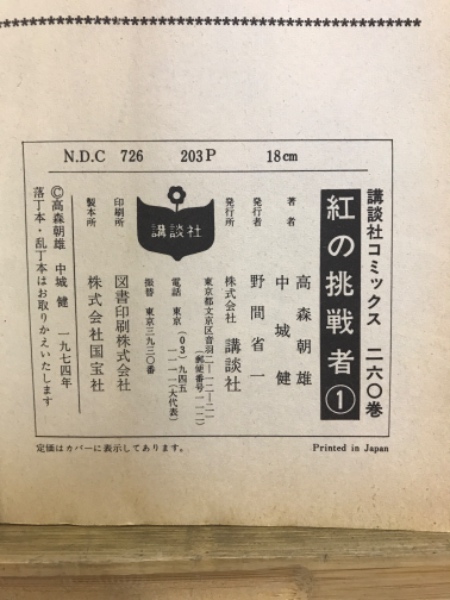 N.D.C 726 203P 18cm
講談社コミックス 二六〇巻
紅の挑戦者①
著者 高森朝雄
中城健
発行者 野間省一
発行所 株式会社 講談社
東京都文京区音羽二ー一二ー二一
(郵便番号一一二)
電話 東京(03)九四五
一一一一(大代表)
振替 東京三九三〇番
講談社
印刷所 図書印刷株式会社
製本所 株式会社国宝社
©高森朝雄 中城健 一九七四年
落丁本・乱丁本はお取りかえいたします
定価はカバーに表示してあります。
Printed in Japan